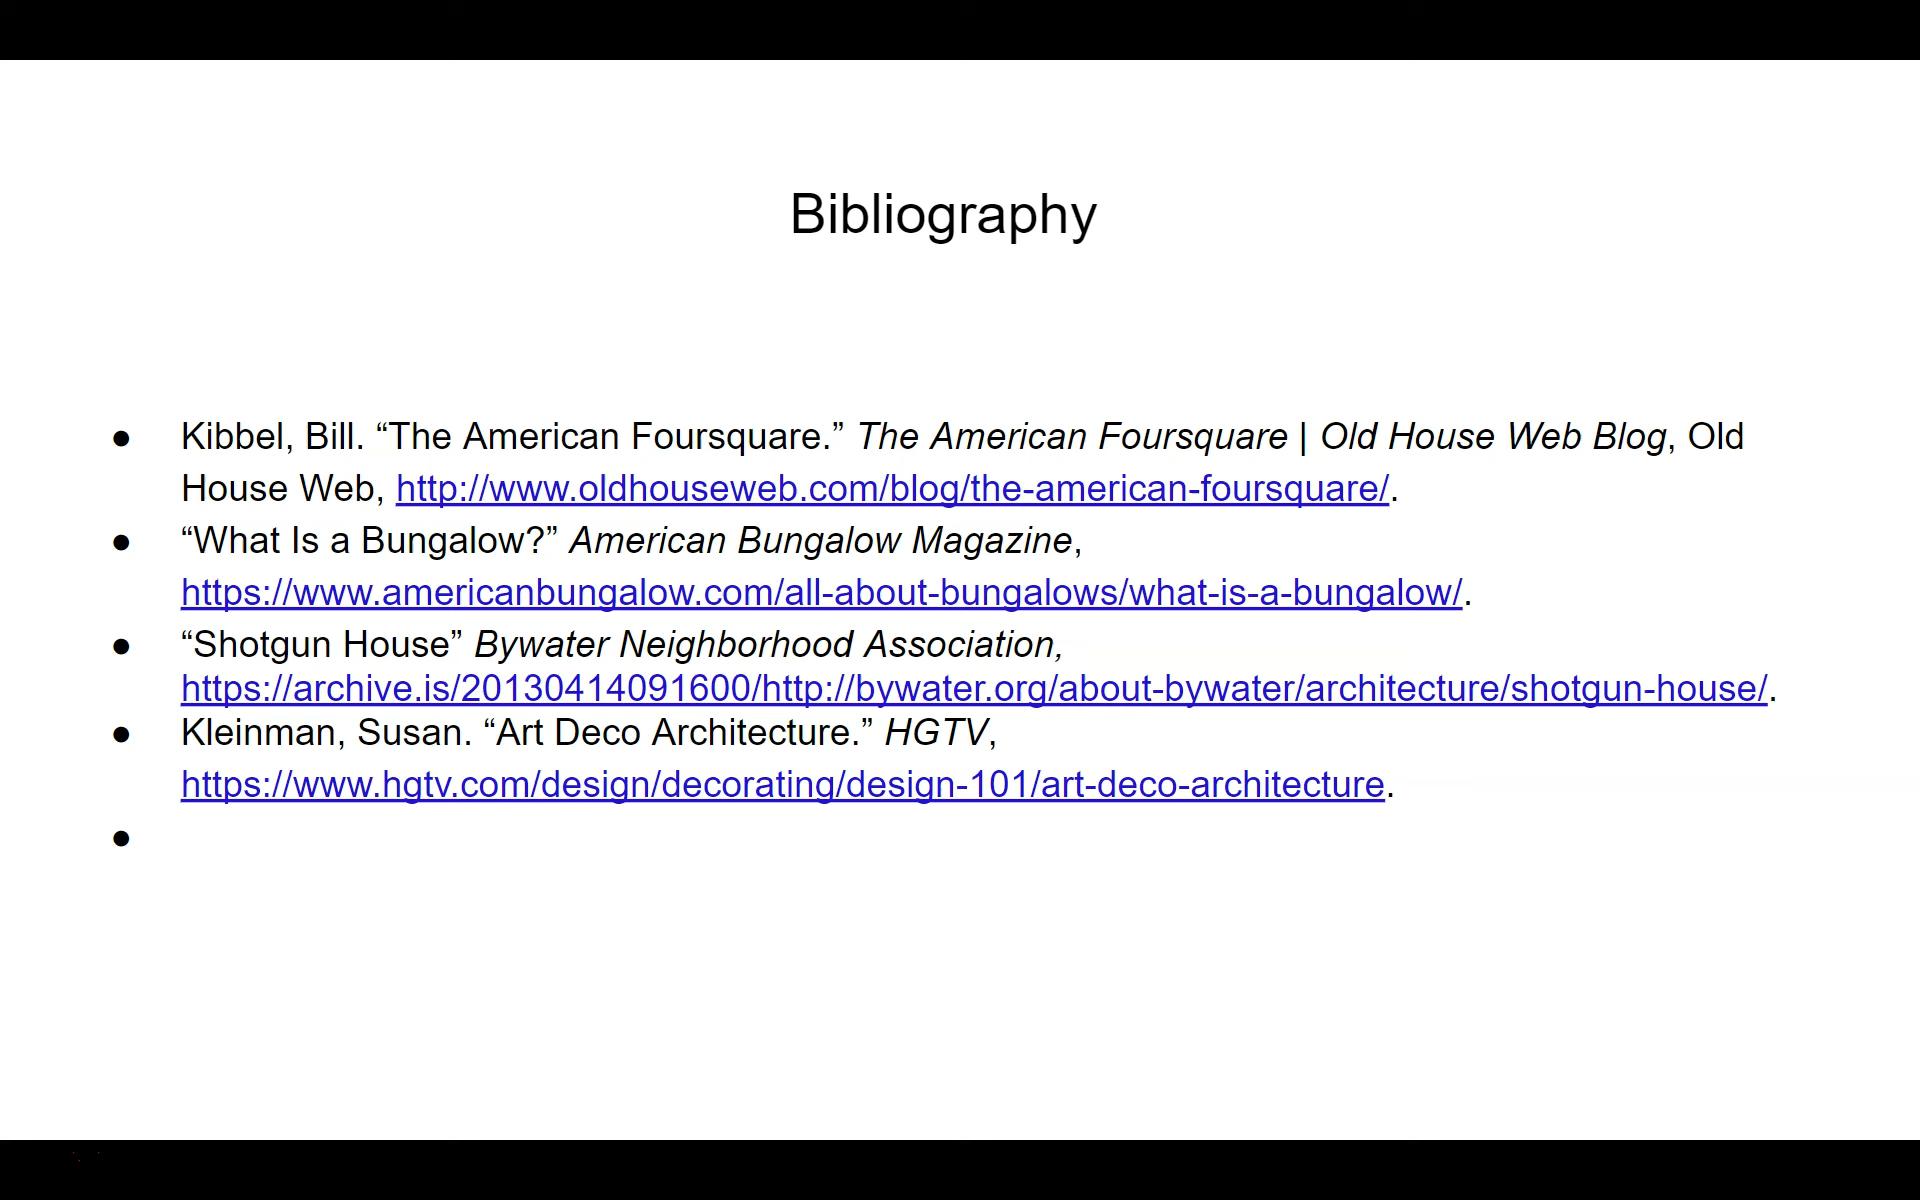 Bibliography
● Kibbel, Bill. “The American Foursquare.” The American Foursquare | Old House Web Blog, Old
House Web, http://www.oldhouseweb.com/blog/the-american-foursquare/.
● “What Is a Bungalow?” American Bungalow Magazine,
https://www.americanbungalow.com/all-about-bungalows/what-is-a-bungalow/.
● “Shotgun House” Bywater Neighborhood Association,
https://archive.is/20130414091600/http://bywater.org/about-bywater/architecture/shotgun-house/.
● Kleinman, Susan. “Art Deco Architecture.” HGTV,
https://www.hgtv.com/design/decorating/design-101/art-deco-architecture.
●